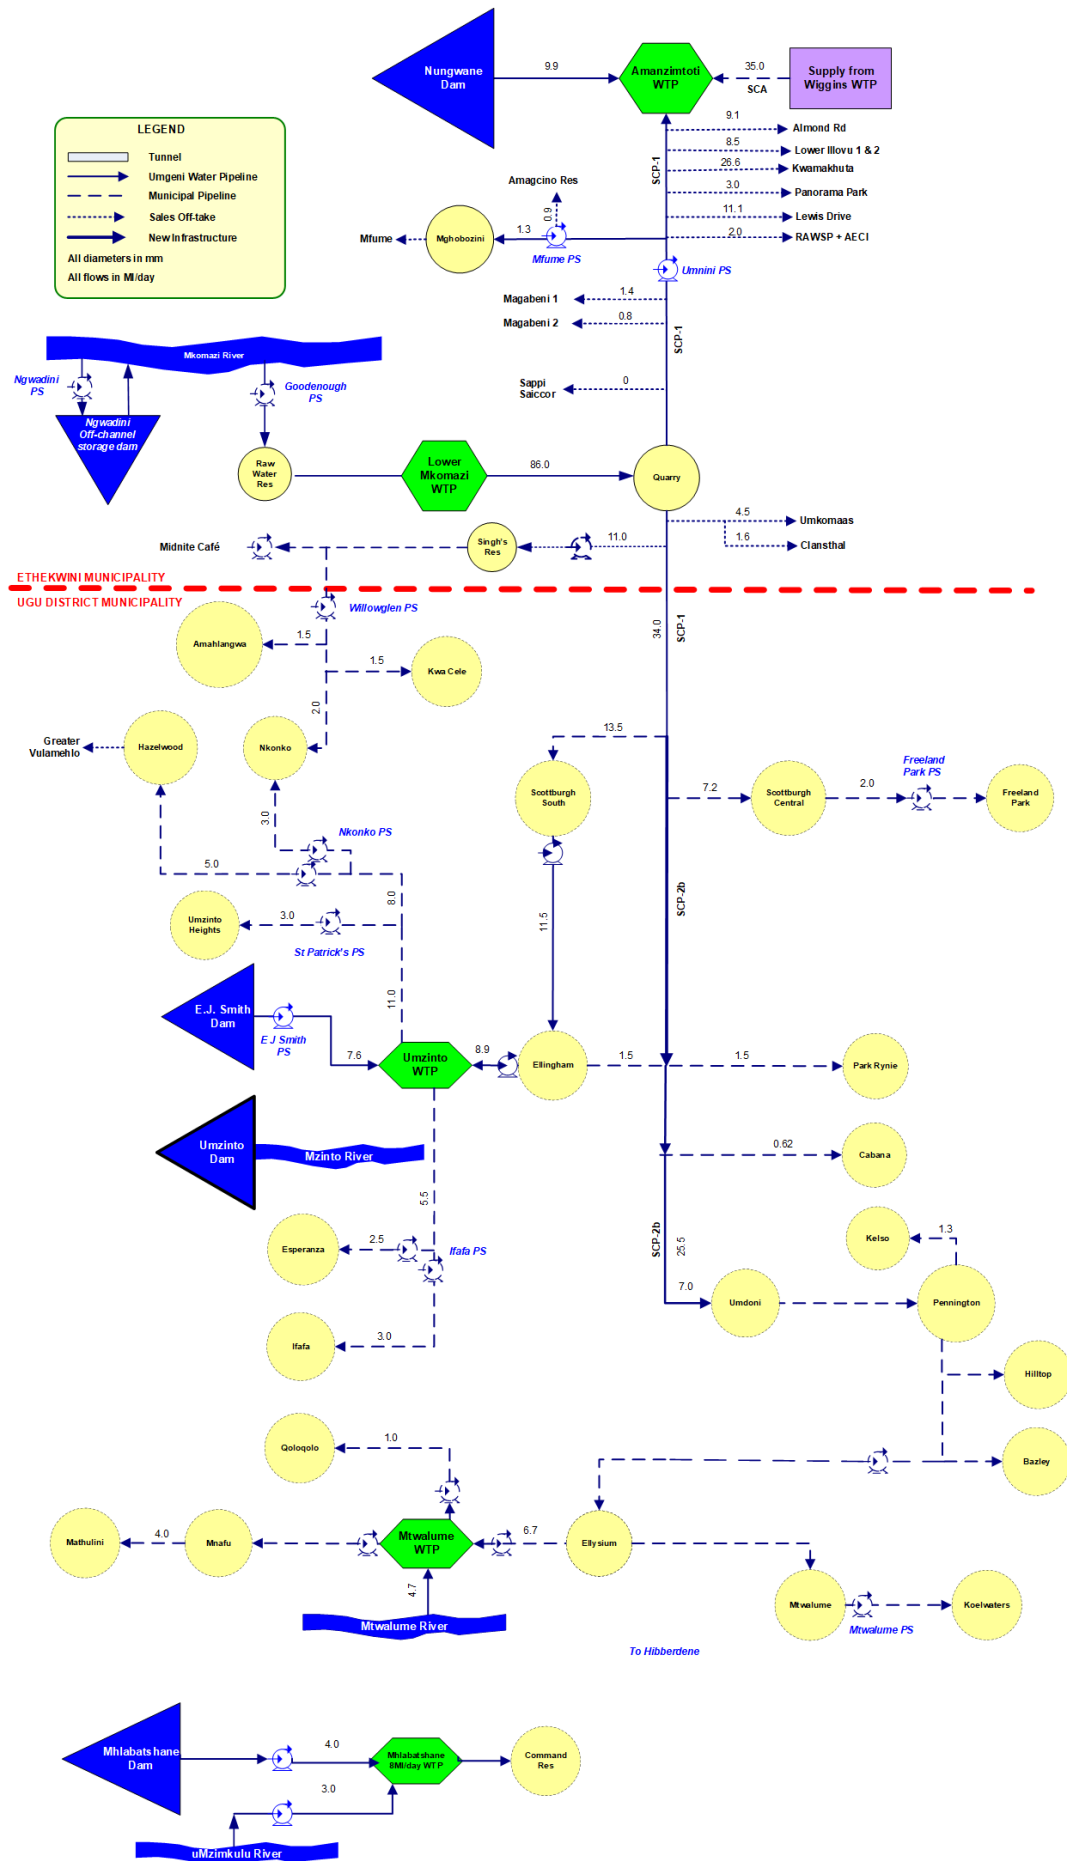 Nungwane
Dam
9.9
Amanzimtoti
WTP
35.0
SCA
Supply from
Wiggins WTP
LEGEND
Tunnel
Umgeni Water Pipeline
Municipal Pipeline
Sales Off-take
New Infrastructure
All diameters in mm
All flows in Ml/day
SCP-1
9.1
Almond Rd
8.5
Lower Illovu 1 & 2
26.6
Kwamakhuta
3.0
Panorama Park
11.1
Lewis Drive
2.0
RAWSP + AECI
Amagcino Res
0.9
Mfume
Mghobozini
1.3
Mfume PS
Umnini PS
Magabeni 1
1.4
Magabeni 2
0.8
SCP-1
Sappi
Saiccor
0
Mkomazi River
Ngwadini
PS
Goodenough
PS
Ngwadini
Off-channel
storage dam
Raw
Water
Res
Lower
Mkomazi
WTP
86.0
Quarry
4.5
Umkomaas
1.6
Clansthal
Midnite Café
Singh's
Res
11.0
ETHEKWINI MUNICIPALITY
UGU DISTRICT MUNICIPALITY
Willowglen PS
34.0
SCP-1
Amahlangwa
1.5
1.5
Kwa Cele
2.0
Greater
Vulamehlo
Hazelwood
Nkonko
13.5
Scottburgh
South
7.2
Scottburgh
Central
2.0
Freeland
Park PS
Freeland
Park
3.0
Nkonko PS
5.0
8.0
SCP-2b
Umzinto
Heights
3.0
St Patrick's PS
11.5
11.0
E.J. Smith
Dam
E J Smith
PS
7.6
Umzinto
WTP
8.9
Ellingham
1.5
1.5
Park Rynie
Umzinto
Dam
Mzinto River
0.62
Cabana
5.5
Esperanza
2.5
Ifafa PS
SCP-2b
25.5
Kelso
1.3
7.0
Umdoni
Pennington
Ifafa
3.0
Hilltop
Qoloqolo
1.0
Bazley
Mathulini
4.0
Mnafu
Mtwalume
WTP
6.7
Ellysium
4.7
Mtwalume
Koelwaters
Mtwalume River
Mtwalume PS
To Hibberdene
Mhlabatshane
Dam
4.0
Mhlabatshane
8Ml/day WTP
Command
Res
3.0
uMzimkulu River